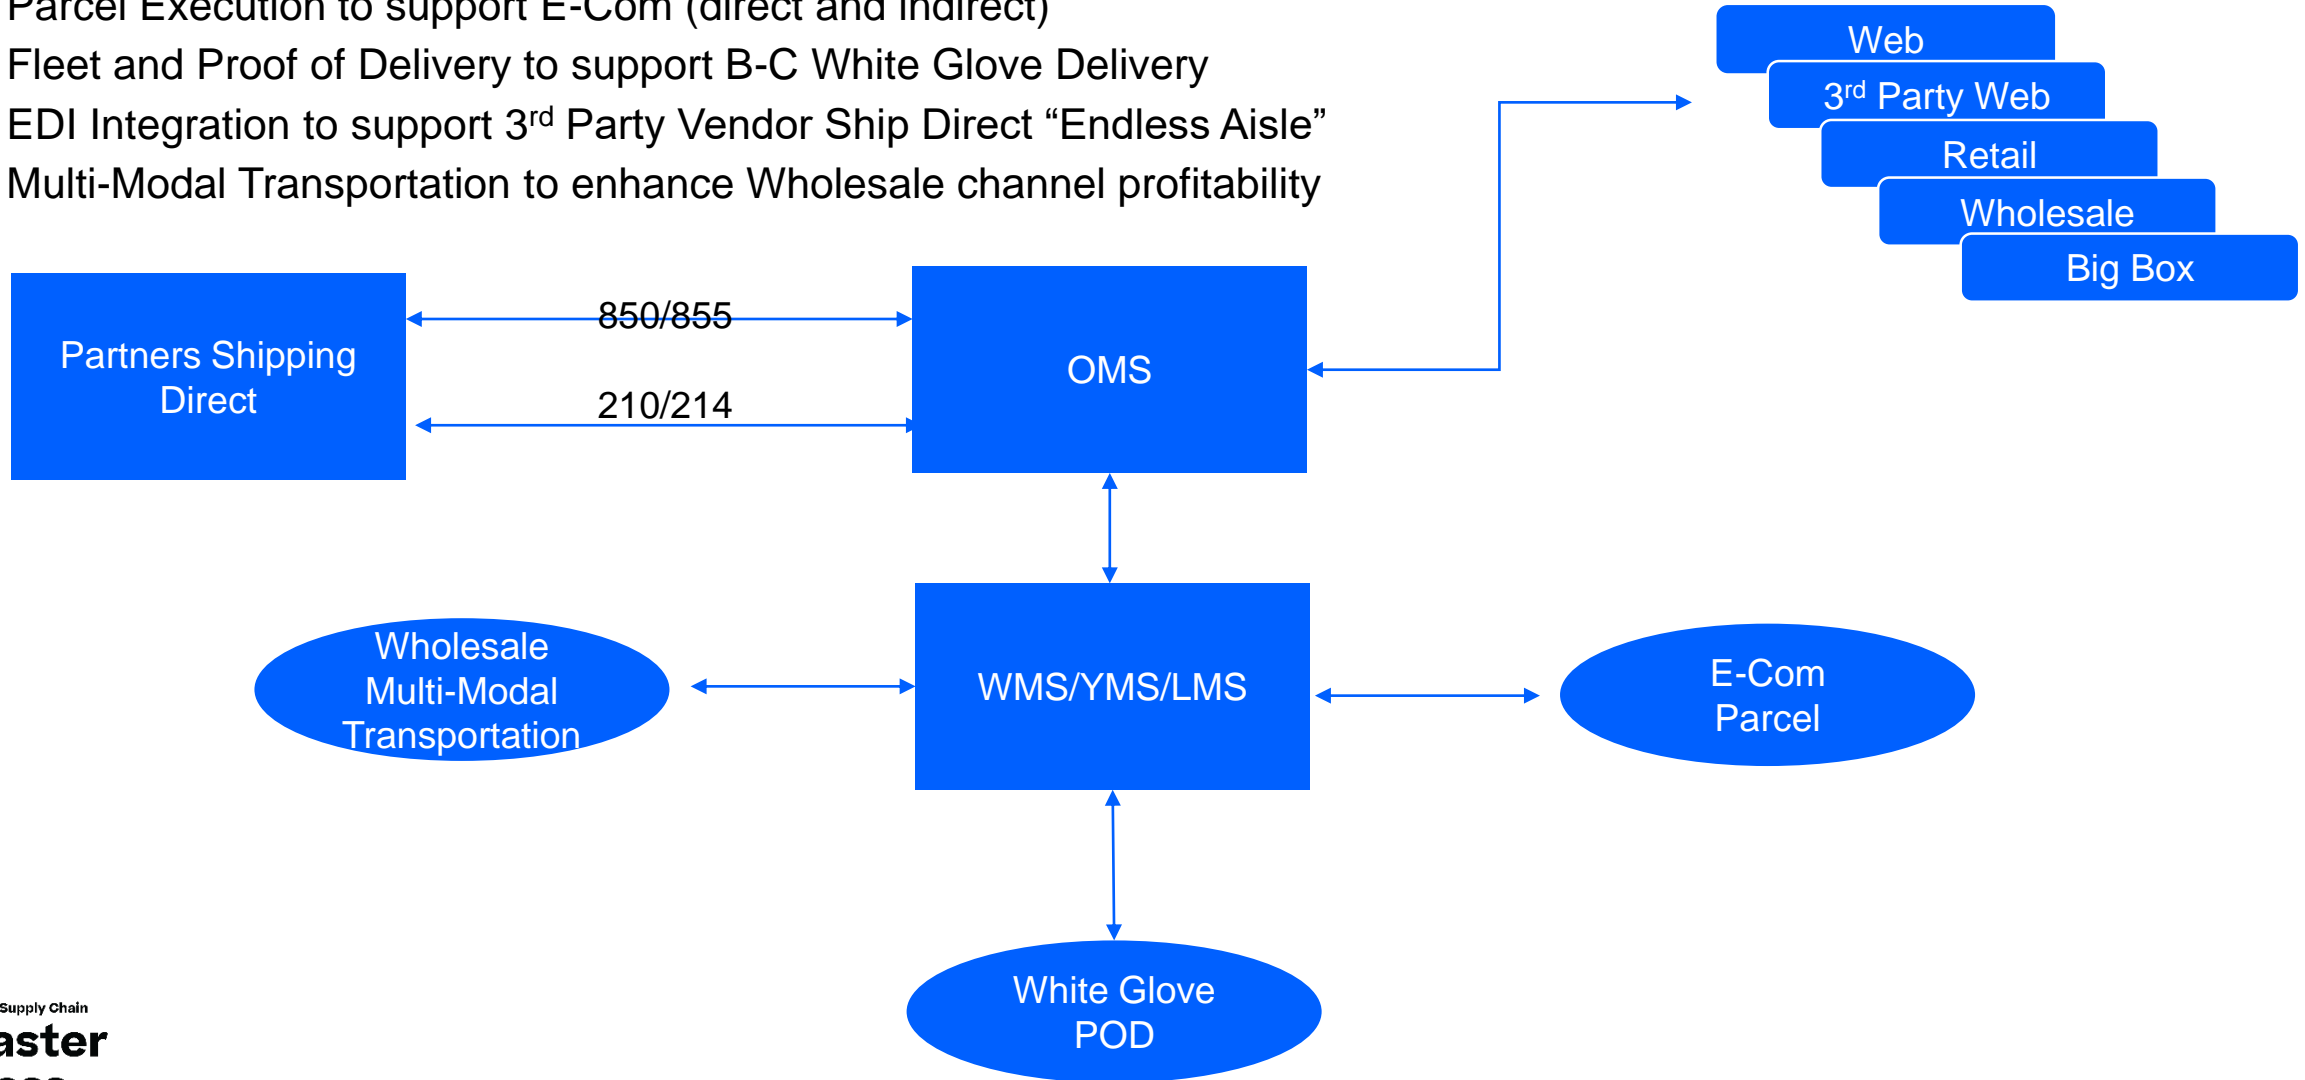 Parcel Execution to support E-Com (direct and indirect)
Fleet and Proof of Delivery to support B-C White Glove Delivery
EDI Integration to support 3rd Party Vendor Ship Direct “Endless Aisle”
Multi-Modal Transportation to enhance Wholesale channel profitability
Web
3rd Party Web
Retail
Wholesale
Big Box
Partners Shipping
Direct
850/855
210/214
OMS
Wholesale
Multi-Modal
Transportation
WMS/YMS/LMS
E-Com
Parcel
White Glove
POD
Supply Chain